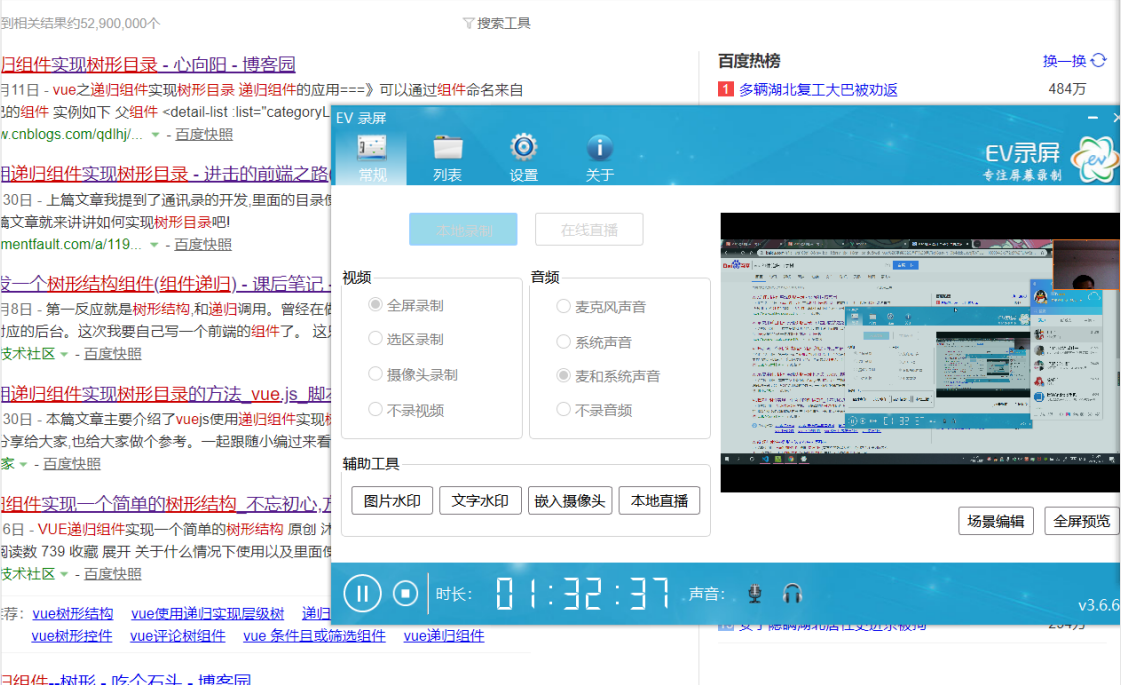 到相关结果约52,900,000个
搜索工具
归组件实现树形目录 - 心向阳 - 博客园
月11日 - vue之递归组件实现树形目录 递归组件的应用===》可以通过组件命名来自
己的组件 实例如下 父组件 <detail-list :list="categoryL
w.cnblogs.com/qdlhj/... - 百度快照
用递归组件实现树形目录 - 进击的前端之路(
30日 - 上篇文章我提到了通讯录的开发,里面的目录使
篇文章就来讲讲如何实现树形目录吧!
mentfault.com/a/119... - 百度快照
发一个树形结构组件(组件递归) - 课后笔记 -
月8日 - 第一反应就是树形结构,和递归调用。曾经在做
对应的后台。这次我要自己写一个前端的组件了。 这
技术社区 - 百度快照
用递归组件实现树形目录的方法_vue.js_脚本
30日 - 本篇文章主要介绍了vuejs使用递归组件实现树
分享给大家,也给大家做个参考。一起跟随小编过来看
家 - 百度快照
归组件实现一个简单的树形结构_不忘初心,方
6日 - VUE递归组件实现一个简单的树形结构 原创 沐
阅读数 739 收藏 展开 关于什么情况下使用以及里面使
技术社区 - 百度快照
荐: vue树形结构 vue使用递归实现层级树 递归
vue树形控件 vue评论树组件 vue 条件目或筛选组件 vue递归组件
归组件--树形 - 吃个石头 - 博客园
百度热榜
换一换
1 多辆湖北复工大巴被劝返 484万
EV 录屏
常规 列表 设置 关于
EV录屏
专注屏幕录制
本地录制 在线直播
视频
全屏录制
选区录制
摄像头录制
不录视频
音频
麦克风声音
系统声音
麦和系统声音
不录音频
辅助工具
图片水印 文字水印 嵌入摄像头 本地直播
场景编辑 全屏预览
时长: 01:32:37 声音:
v3.6.6